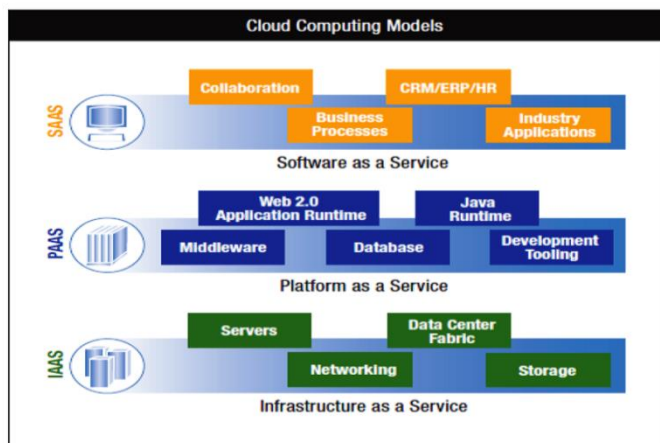 Cloud Computing Models
SAAS
Collaboration
CRM/ERP/HR
Business
Processes
Industry
Applications
Software as a Service
PAAS
Web 2.0
Application Runtime
Java
Runtime
Middleware
Database
Development
Tooling
Platform as a Service
IAAS
Servers
Data Center
Fabric
Networking
Storage
Infrastructure as a Service